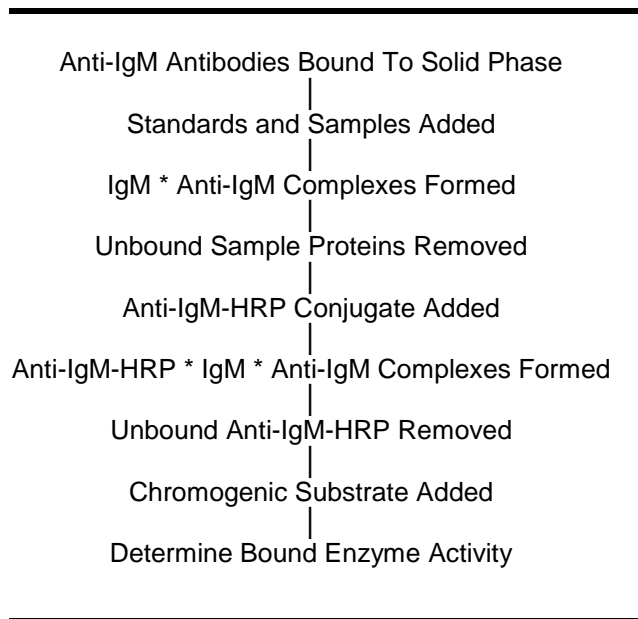 Anti-IgM Antibodies Bound To Solid Phase
Standards and Samples Added
IgM * Anti-IgM Complexes Formed
Unbound Sample Proteins Removed
Anti-IgM-HRP Conjugate Added
Anti-IgM-HRP * IgM * Anti-IgM Complexes Formed
Unbound Anti-IgM-HRP Removed
Chromogenic Substrate Added
Determine Bound Enzyme Activity